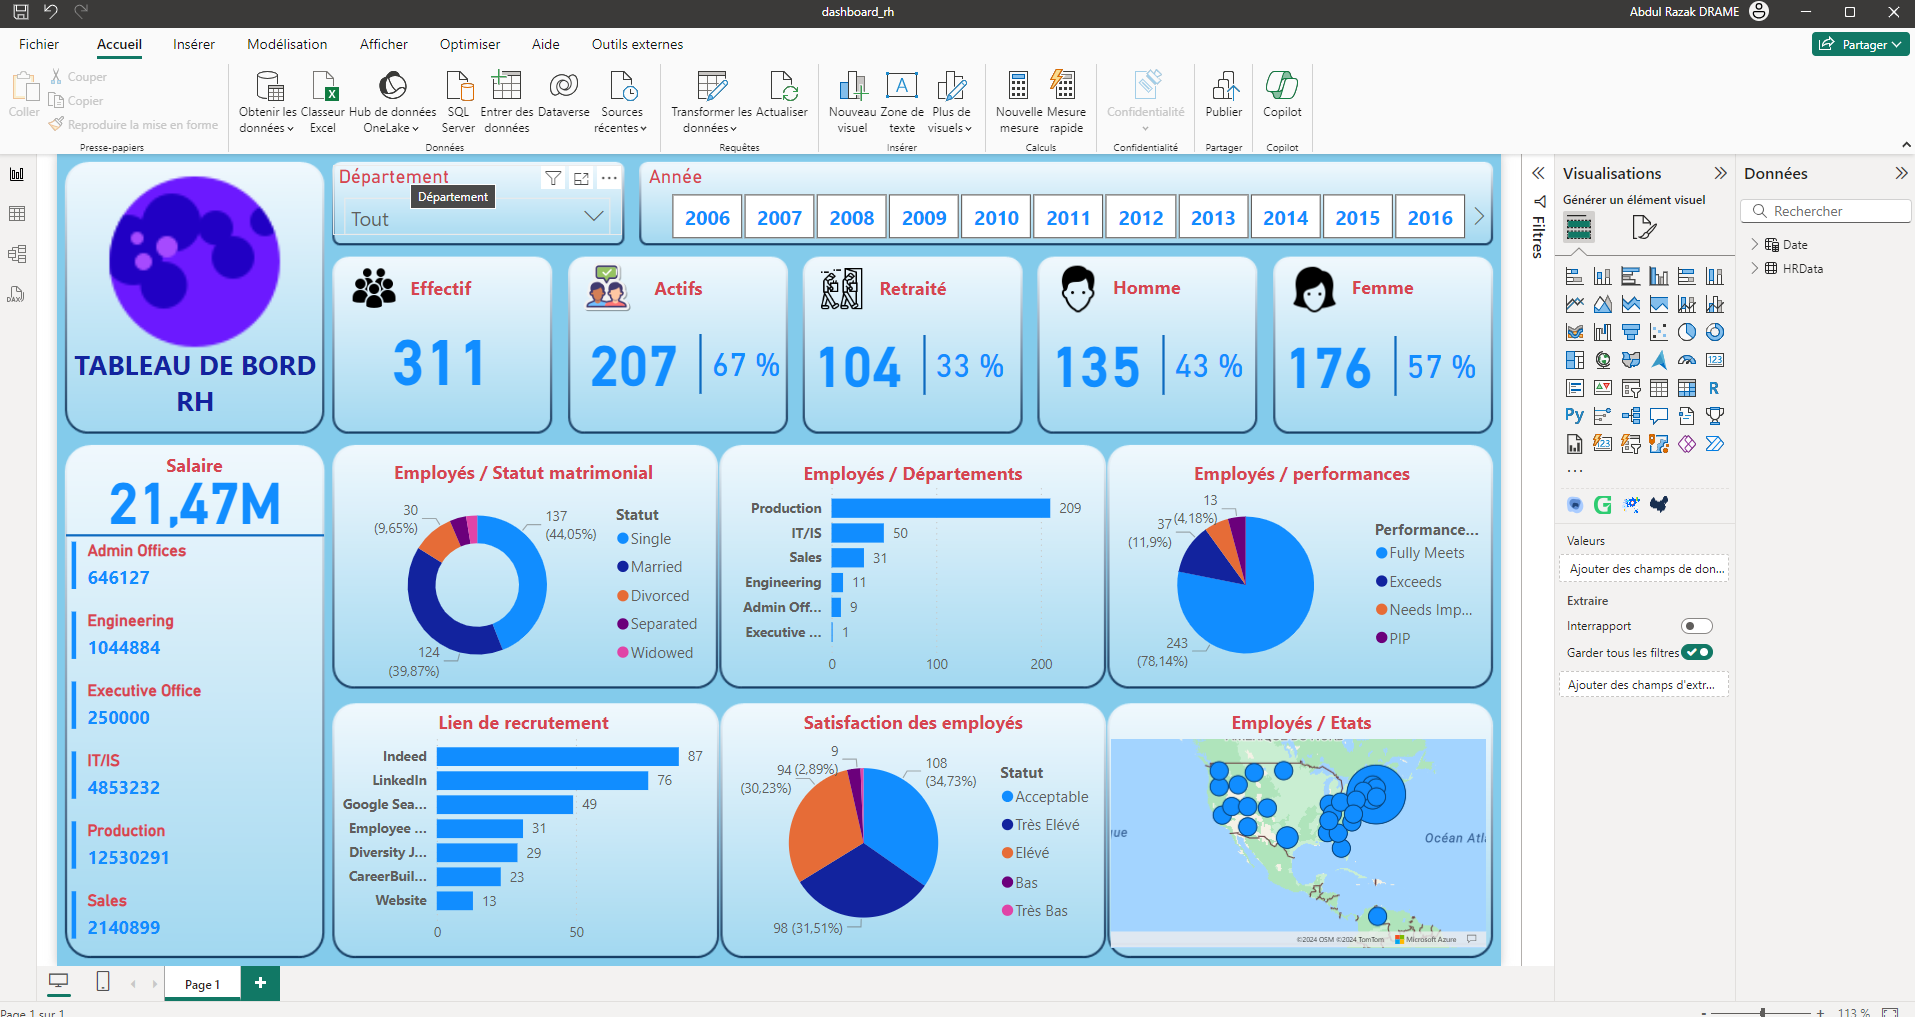 dashboard_rh
Abdul Razak DRAME
Fichier Accueil Insérer Modélisation Afficher Optimiser Aide Outils externes
Partager
Coller
Couper
Copier
Reproduire la mise en forme
Presse-papiers
Obtenir les données
Classeur Excel
Hub de données OneLake
SQL Server
Entrer des données
Dataverse
Sources récentes
Données
Transformer les données
Actualiser
Requêtes
Nouveau visuel
Zone de texte
Plus de visuels
Insérer
Nouvelle mesure
Mesure rapide
Calculs
Confidentialité
Confidentialité
Publier
Partager
Copilot
Copilot
TABLEAU DE BORD
RH
Département
Département
Tout
Année
2006 2007 2008 2009 2010 2011 2012 2013 2014 2015 2016
Effectif
311
Actifs
207 67 %
Retraité
104 33 %
Homme
135 43 %
Femme
176 57 %
Salaire
21,47M
Admin Offices
646127
Engineering
1044884
Executive Office
250000
IT/IS
4853232
Production
12530291
Sales
2140899
Employés / Statut matrimonial
30
(9,65%)
137
(44,05%)
124
(39,87%)
Statut
Single
Married
Divorced
Separated
Widowed
Employés / Départements
Production 209
IT/IS 50
Sales 31
Engineering 11
Admin Off... 9
Executive ... 1
0 100 200
Employés / performances
13
(4,18%)
37
(11,9%)
243
(78,14%)
Performance...
Fully Meets
Exceeds
Needs Imp...
PIP
Lien de recrutement
Indeed 87
LinkedIn 76
Google Sea... 49
Employee ... 31
Diversity J... 29
CareerBuil... 23
Website 13
0 50
Satisfaction des employés
9
(2,89%)
94
(30,23%)
108
(34,73%)
98 (31,51%)
Statut
Acceptable
Très Elévé
Elévé
Bas
Très Bas
Employés / Etats
que
Océan Atl
©2024 OSM ©2024 TomTom Microsoft Azure
Filtres
Visualisations
Générer un élément visuel
123
R
Py
123
...
Valeurs
Ajouter des champs de don...
Extraire
Interrapport
Garder tous les filtres
Ajouter des champs d'extr...
Données
Rechercher
Date
HRData
DAX
Page 1
Page 1 sur 1
- + 113 %